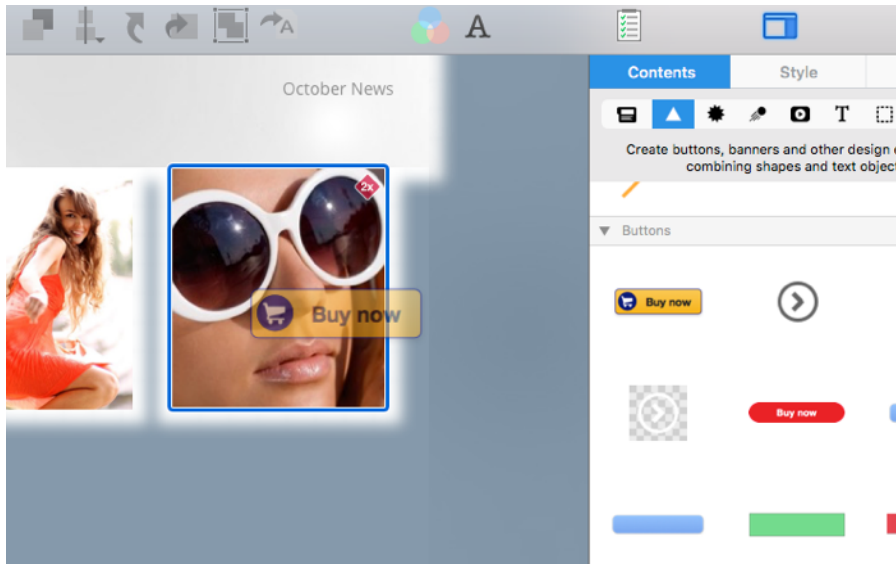 A
A
Contents
Style
October News
T
Create buttons, banners and other design
combining shapes and text objec
2x
Buttons
Buy now
Buy now
Buy now